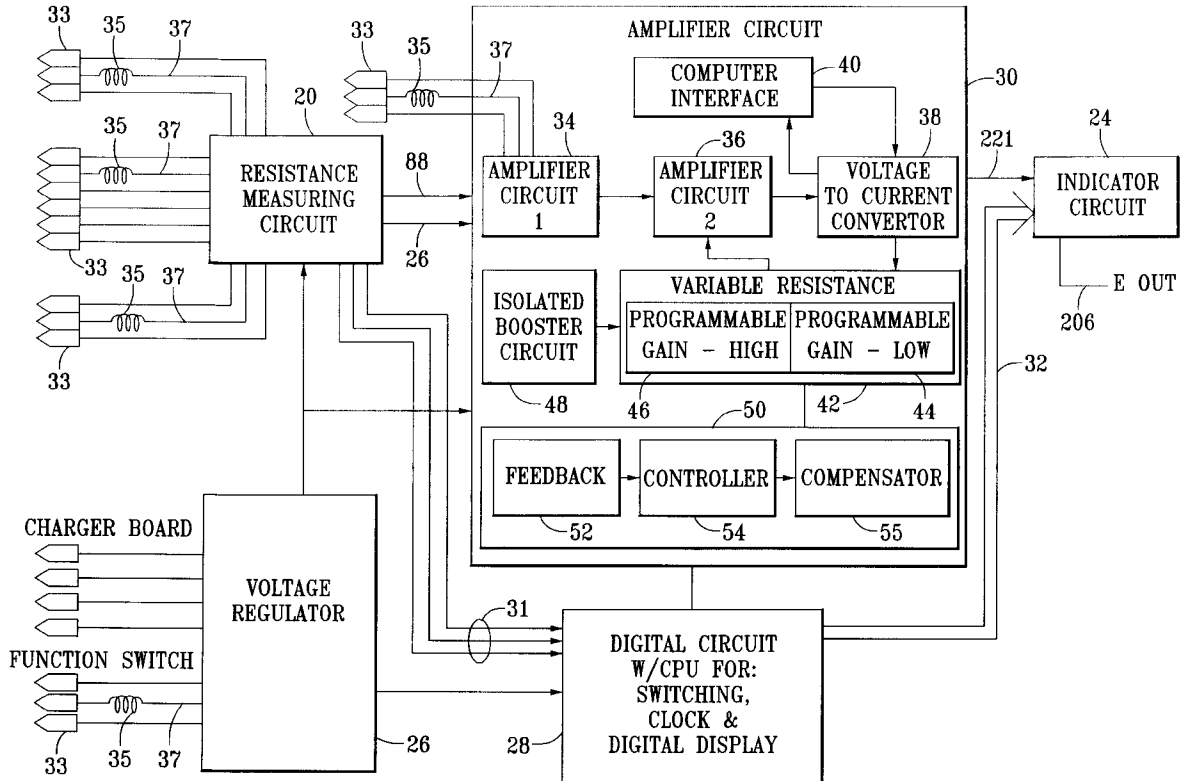 33
35
37
AMPLIFIER CIRCUIT
33
35
37
COMPUTER
INTERFACE
40
30
20
34
36
38
24
35
37
88
221
RESISTANCE
MEASURING
CIRCUIT
AMPLIFIER
CIRCUIT
1
AMPLIFIER
CIRCUIT
2
VOLTAGE
TO CURRENT
CONVERTOR
INDICATOR
CIRCUIT
26
33
35
37
33
E OUT
206
ISOLATED
BOOSTER
CIRCUIT
VARIABLE RESISTANCE
PROGRAMMABLE
GAIN - HIGH
PROGRAMMABLE
GAIN - LOW
32
48
46
42
44
50
FEEDBACK
CONTROLLER
COMPENSATOR
52
54
55
CHARGER BOARD
VOLTAGE
REGULATOR
31
FUNCTION SWITCH
35
37
33
26
DIGITAL CIRCUIT
W/CPU FOR:
SWITCHING,
CLOCK &
DIGITAL DISPLAY
28